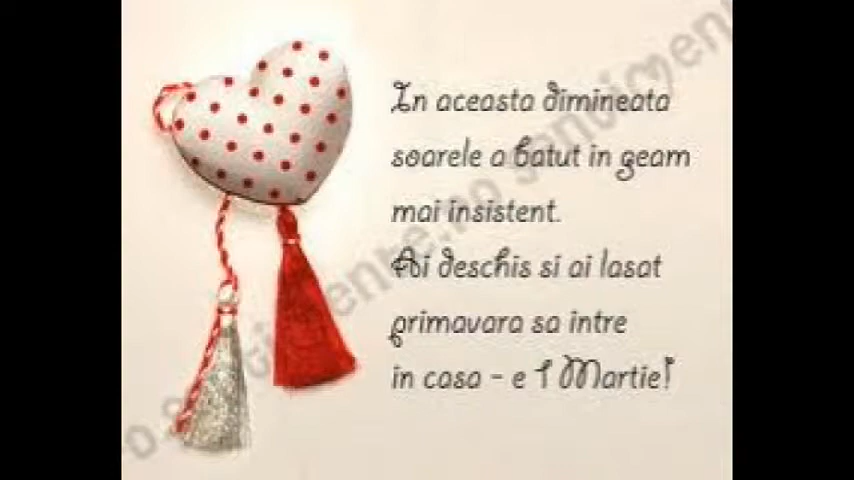 In aceasta dimineata
soarele a batut in geam
mai insistent.
Ai deschis si ai lasat
primavara sa intre
in casa - e 1 Martie!